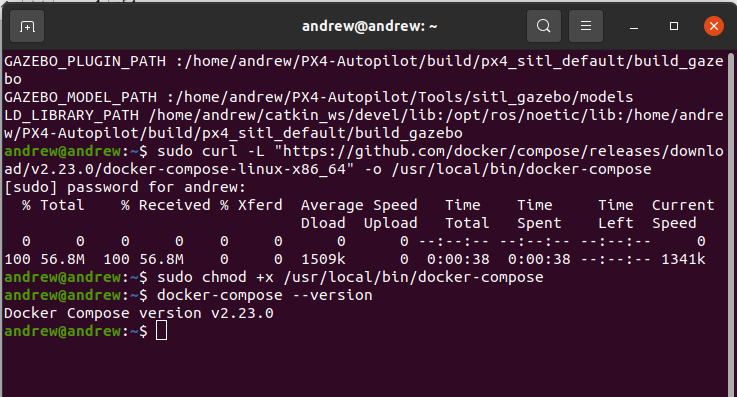 andrew@andrew: ~
GAZEBO_PLUGIN_PATH :/home/andrew/PX4-Autopilot/build/px4_sitl_default/build_gaze
bo
GAZEBO_MODEL_PATH :/home/andrew/PX4-Autopilot/Tools/sitl_gazebo/models
LD_LIBRARY_PATH /home/andrew/catkin_ws/devel/lib:/opt/ros/noetic/lib:/home/andre
w/PX4-Autopilot/build/px4_sitl_default/build_gazebo
andrew@andrew:~$ sudo curl -L "https://github.com/docker/compose/releases/downlo
ad/v2.23.0/docker-compose-linux-x86_64" -o /usr/local/bin/docker-compose
[sudo] password for andrew:
  % Total    % Received % Xferd  Average Speed   Time    Time     Time  Current
                                 Dload  Upload   Total   Spent    Left  Speed
  0     0    0     0    0     0      0      0 --:--:-- --:--:-- --:--:--     0
100 56.8M  100 56.8M    0     0  1509k      0  0:00:38  0:00:38 --:--:-- 1341k
andrew@andrew:~$ sudo chmod +x /usr/local/bin/docker-compose
andrew@andrew:~$ docker-compose --version
Docker Compose version v2.23.0
andrew@andrew:~$